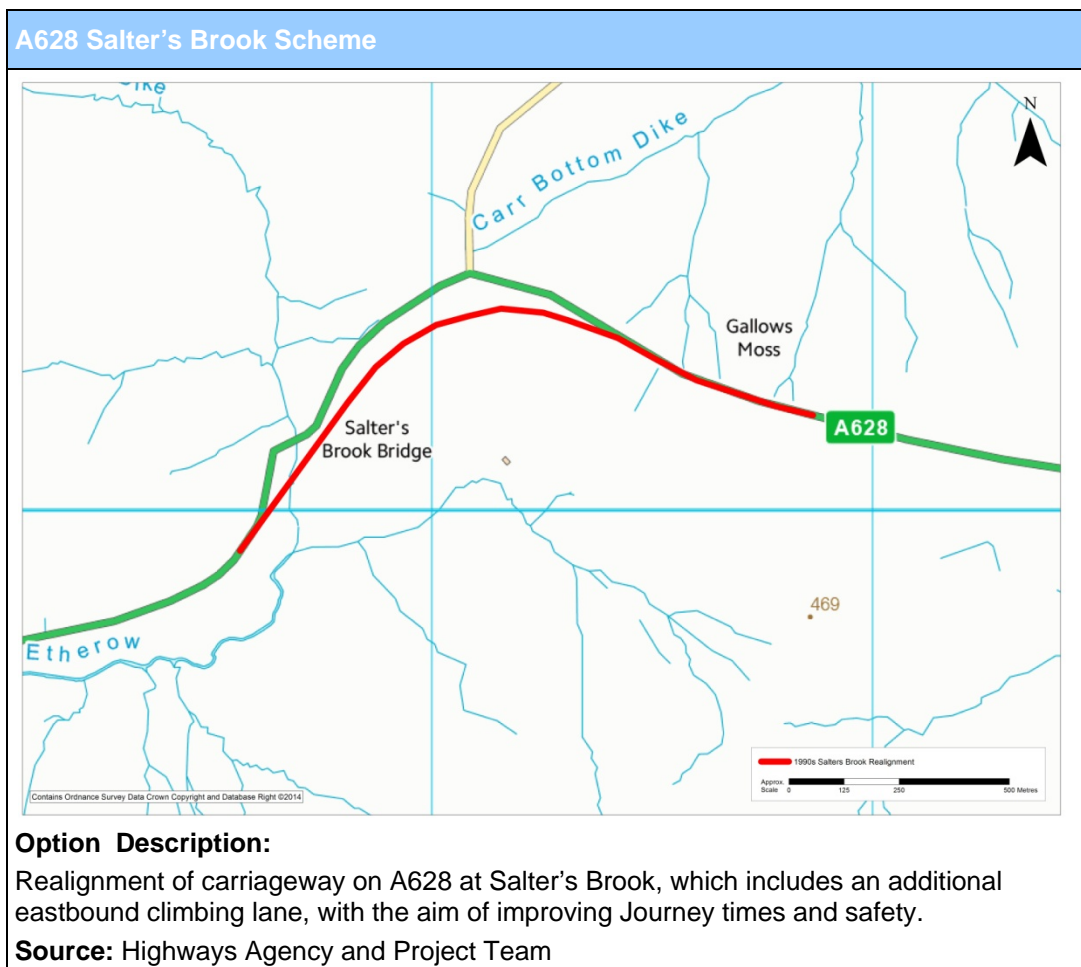 A628 Salter's Brook Scheme
N
Carr Bottom Dike
Gallows
Moss
A628
Salter's
Brook Bridge
469
Etherow
1990s Salters Brook Realignment
Approx.
Scale 0 125 250 500 Metres
Contains Ordnance Survey Data Crown Copyright and Database Right ©2014
Option Description:
Realignment of carriageway on A628 at Salter's Brook, which includes an additional
eastbound climbing lane, with the aim of improving Journey times and safety.
Source: Highways Agency and Project Team